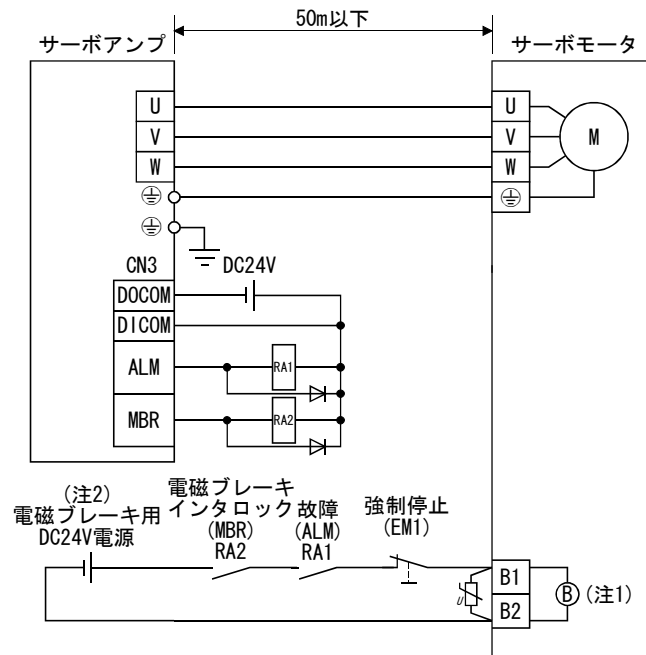 50m以下
サーボアンプ
サーボモータ
U
U
V
V
M
W
W
CN3
DC24V
DOCOM
DICOM
ALM
RA1
MBR
RA2
(注2)
電磁ブレーキ用
DC24V電源
電磁ブレーキ
インタロック
(MBR)
RA2
故障
(ALM)
RA1
強制停止
(EM1)
U
B1
B2
B
(注1)